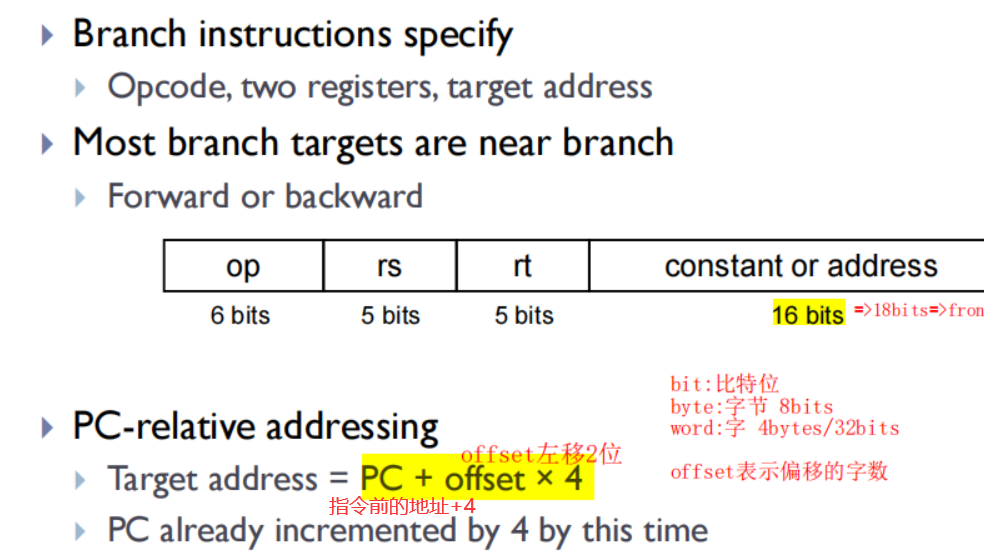 Branch instructions specify
Opcode, two registers, target address
Most branch targets are near branch
Forward or backward
op rs rt constant or address
6 bits 5 bits 5 bits 16 bits =>18bits=>fron
bit:比特位
byte:字节 8bits
word:字 4bytes/32bits
PC-relative addressing
offset左移2位
offset表示偏移的字数
Target address = PC + offset × 4
指令前的地址+4
PC already incremented by 4 by this time